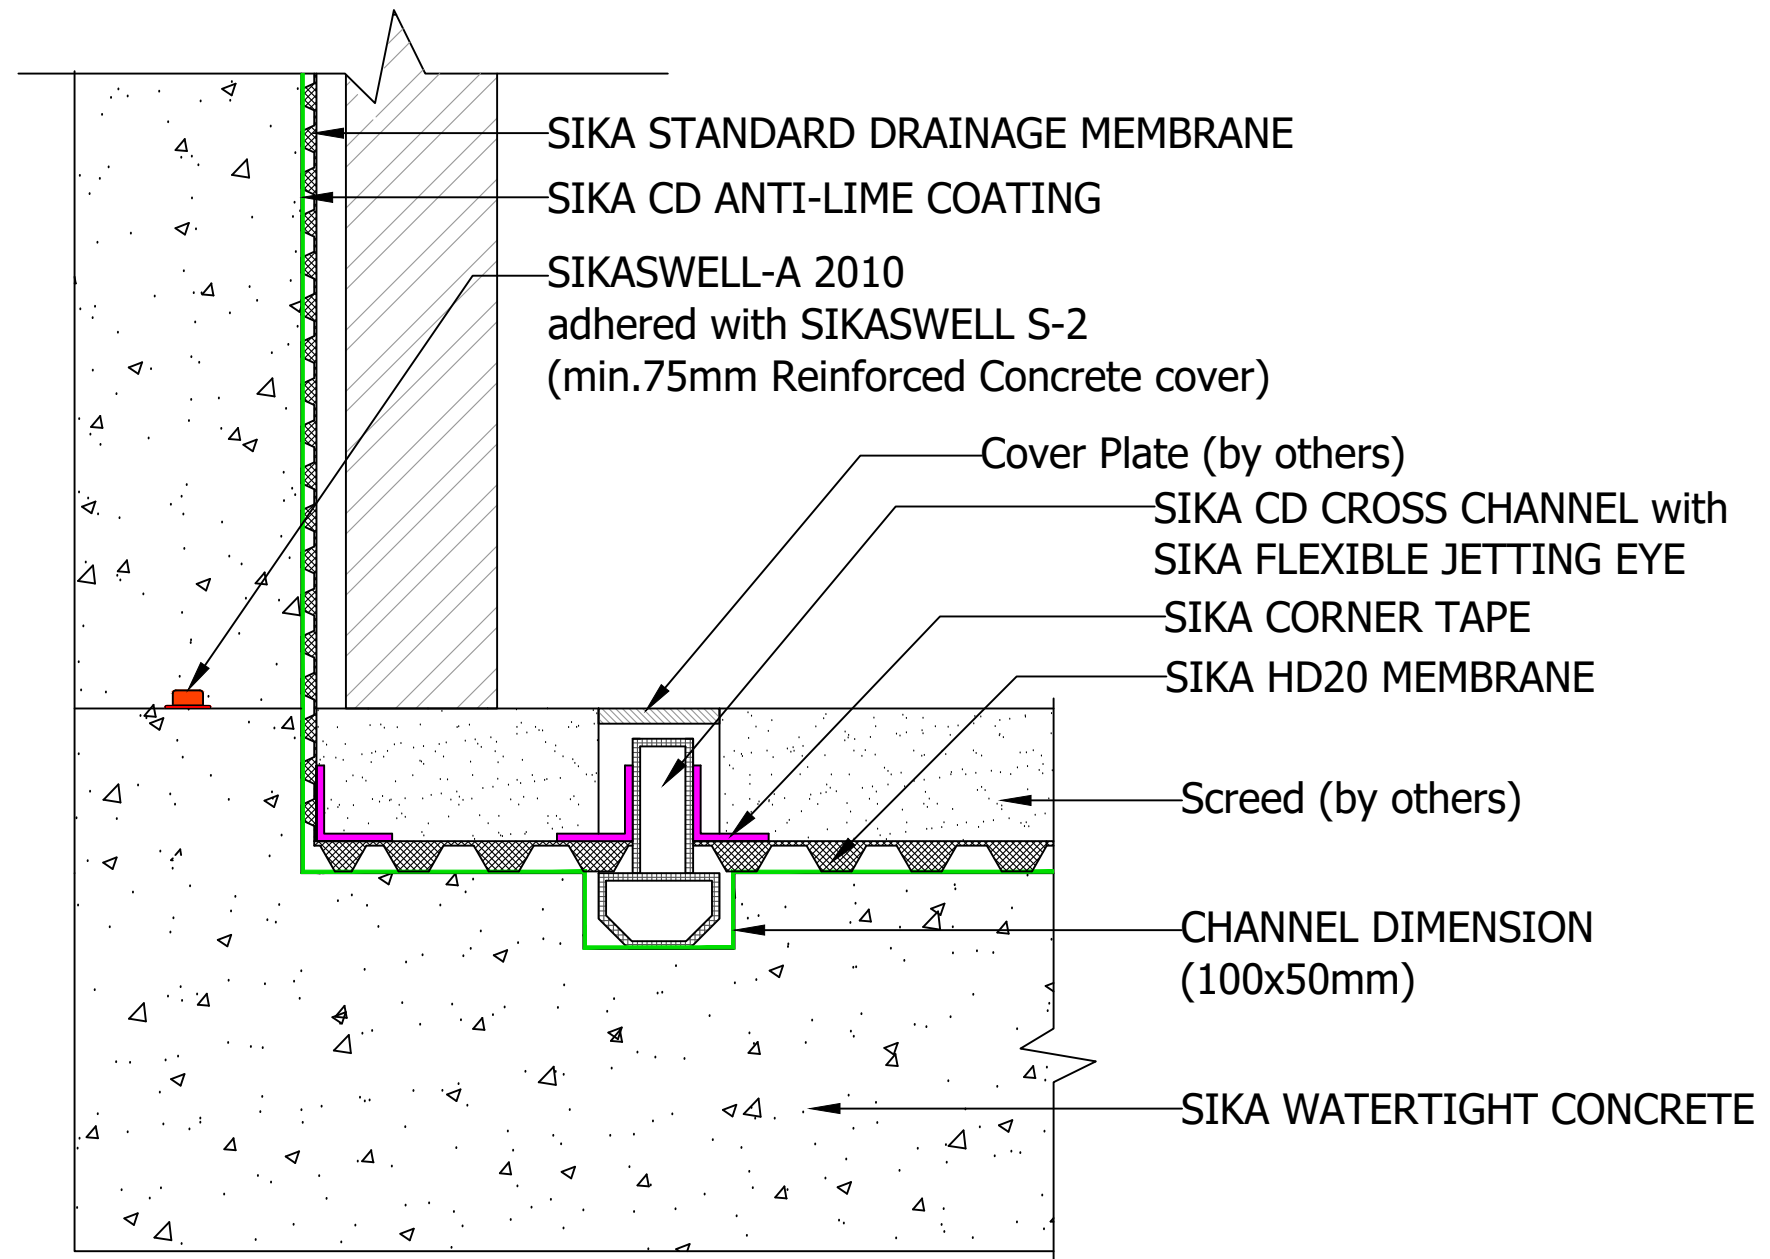 SIKA STANDARD DRAINAGE MEMBRANE
SIKA CD ANTI-LIME COATING
SIKASWELL-A 2010
adhered with SIKASWELL S-2
(min.75mm Reinforced Concrete cover)
Cover Plate (by others)
SIKA CD CROSS CHANNEL with
SIKA FLEXIBLE JETTING EYE
SIKA CORNER TAPE
SIKA HD20 MEMBRANE
Screed (by others)
CHANNEL DIMENSION
(100x50mm)
SIKA WATERTIGHT CONCRETE